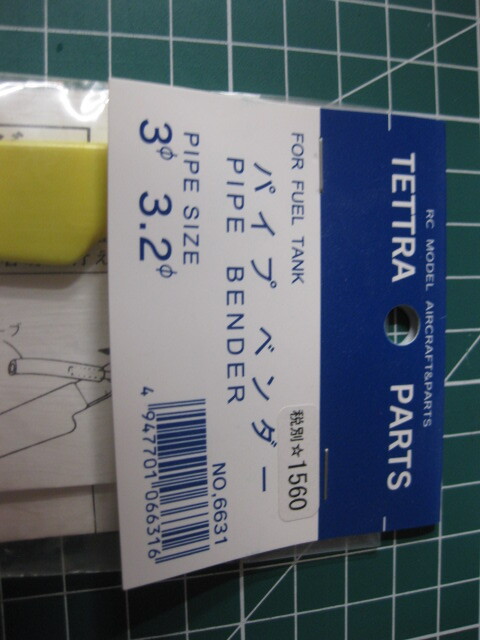 RC MODEL AIRCRAFT&PARTS
TETTRA PARTS
FOR FUEL TANK
パイプ ベンダー
PIPE BENDER
税別☆1560
PIPE SIZE
3φ 3.2φ
NO,6631
4 947701 066316